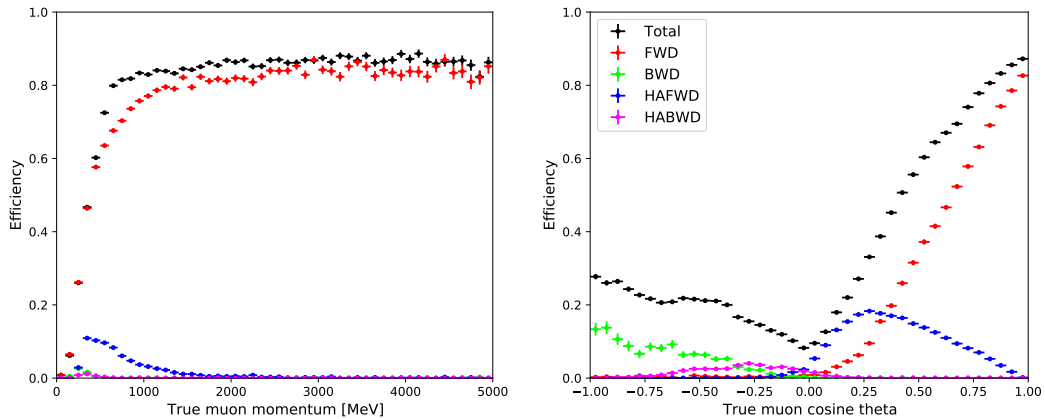 1.0
0.8
0.6
0.4
0.2
0.0
Efficiency
0 1000 2000 3000 4000 5000
True muon momentum [MeV]
1.0
0.8
0.6
0.4
0.2
0.0
Efficiency
Total
FWD
BWD
HAFWD
HABWD
−1.00 −0.75 −0.50 −0.25 0.00 0.25 0.50 0.75 1.00
True muon cosine theta